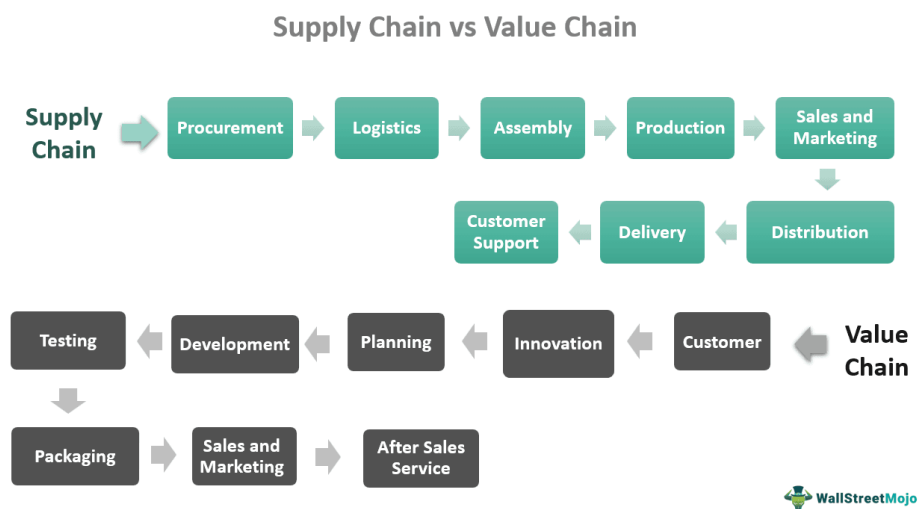 Supply Chain vs Value Chain
Supply
Chain
Procurement
Logistics
Assembly
Production
Sales and
Marketing
Distribution
Delivery
Customer
Support
Value
Chain
Customer
Innovation
Planning
Development
Testing
Packaging
Sales and
Marketing
After Sales
Service
WallStreetMojo